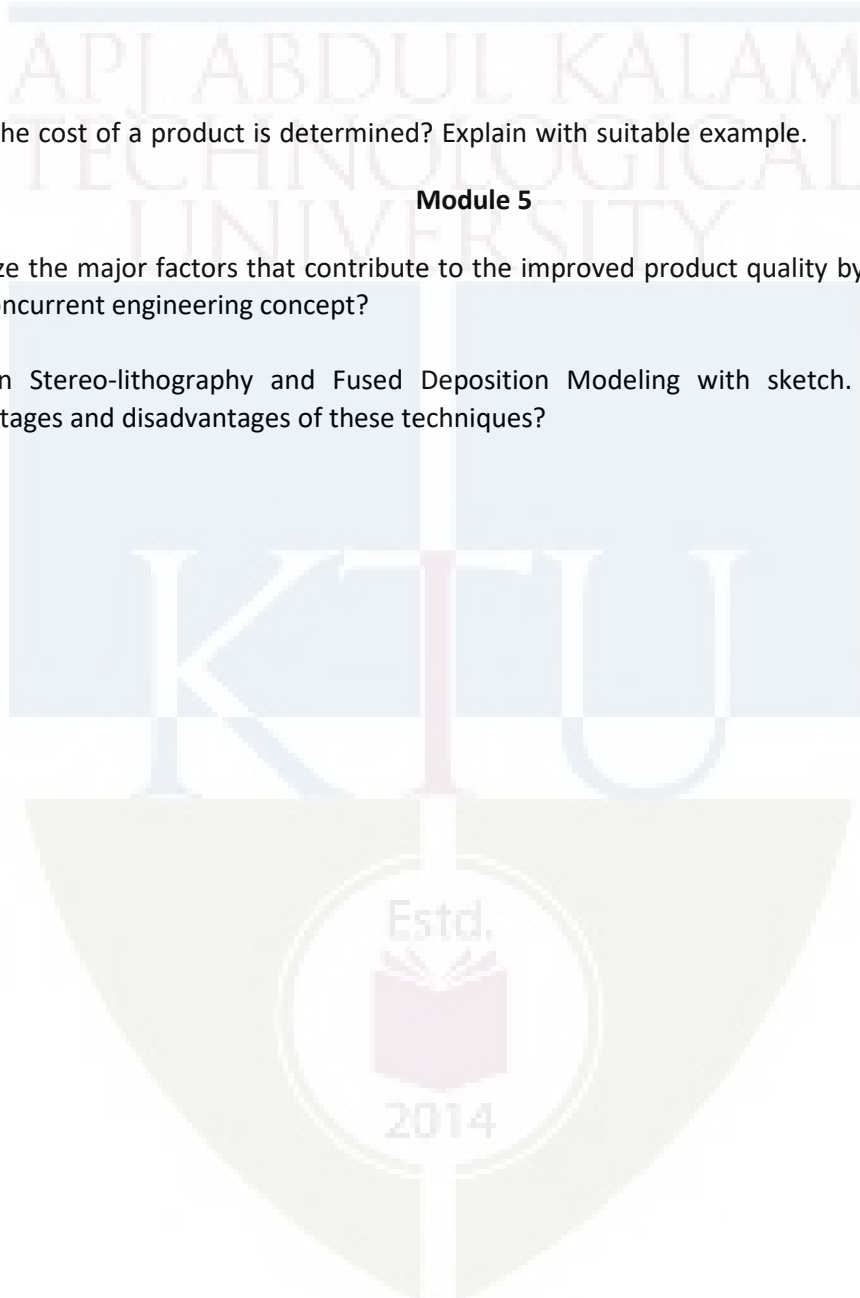 APJ ABDUL KALAM
TECHNOLOGICAL
UNIVERSITY
he cost of a product is determined? Explain with suitable example.
Module 5
ze the major factors that contribute to the improved product quality by
oncurrent engineering concept?
n Stereo-lithography and Fused Deposition Modeling with sketch.
tages and disadvantages of these techniques?
KTU
Estd.
2014